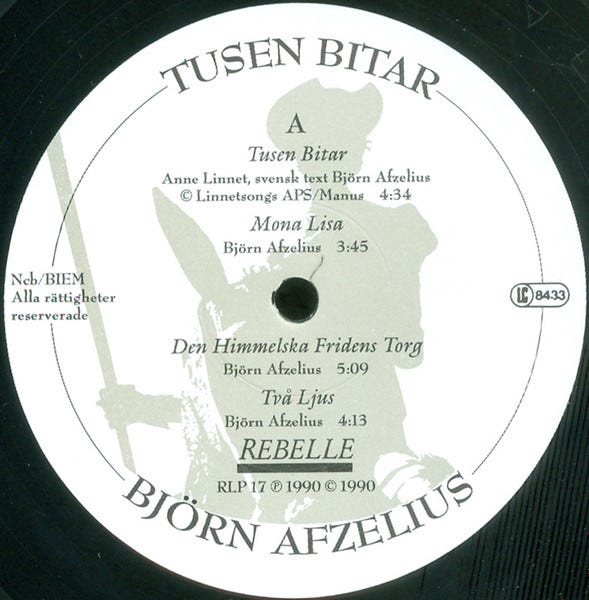 TUSEN BITAR
A
Tusen Bitar
Anne Linnet, svensk text Björn Afzelius
© Linnetsongs APS/Manus 4:34
Mona Lisa
Björn Afzelius 3:45
Ncb/BIEM
Alla rättigheter
reserverade
LC 8433
Den Himmelska Fridens Torg
Björn Afzelius 5:09
Två Ljus
Björn Afzelius 4:13
REBELLE
RLP 17 ℗ 1990 © 1990
BJÖRN AFZELIUS